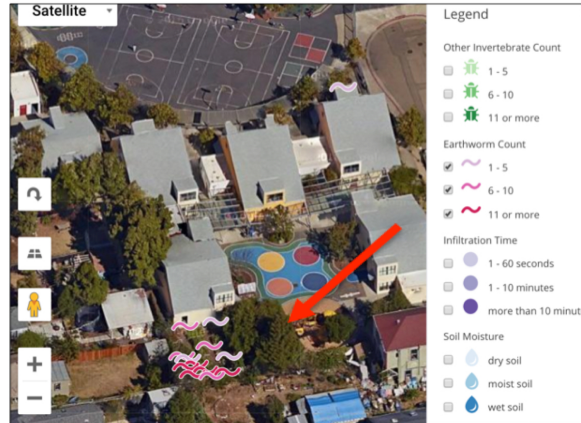 Satellite
Legend
Other Invertebrate Count
1 - 5
6 - 10
11 or more
Earthworm Count
1 - 5
6 - 10
11 or more
Infiltration Time
1 - 60 seconds
1 - 10 minutes
more than 10 minut
Soil Moisture
dry soil
moist soil
wet soil